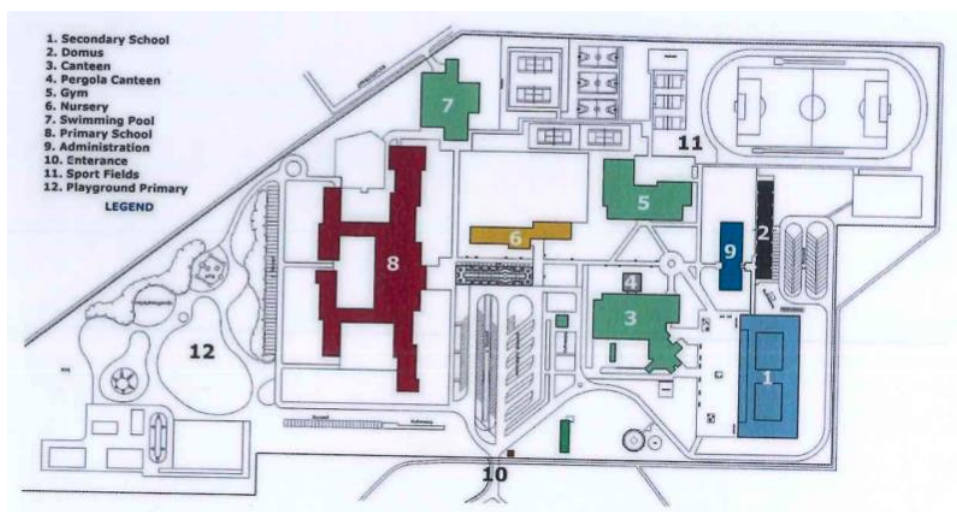 1. Secondary School
2. Domus
3. Canteen
4. Pergola Canteen
5. Gym
6. Nursery
7. Swimming Pool
8. Primary School
9. Administration
10. Enterance
11. Sport Fields
12. Playground Primary
LEGEND
7
11
5
2
6
9
8
4
3
12
1
10